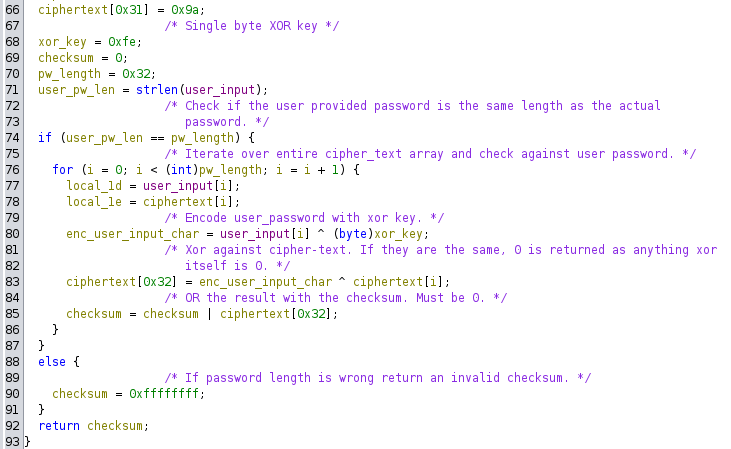 66 ciphertext[0x31] = 0x9a;
67 /* Single byte XOR key */
68 xor_key = 0xfe;
69 checksum = 0;
70 pw_length = 0x32;
71 user_pw_len = strlen(user_input);
72 /* Check if the user provided password is the same length as the actual
73 password. */
74 if (user_pw_len == pw_length) {
75 /* Iterate over entire cipher_text array and check against user password. */
76 for (i = 0; i < (int)pw_length; i = i + 1) {
77 local_1d = user_input[i];
78 local_1e = ciphertext[i];
79 /* Encode user_password with xor key. */
80 enc_user_input_char = user_input[i] ^ (byte)xor_key;
81 /* Xor against cipher-text. If they are the same, 0 is returned as anything xor
82 itself is 0. */
83 ciphertext[0x32] = enc_user_input_char ^ ciphertext[i];
84 /* OR the result with the checksum. Must be 0. */
85 checksum = checksum | ciphertext[0x32];
86 }
87 }
88 else {
89 /* If password length is wrong return an invalid checksum. */
90 checksum = 0xffffffff;
91 }
92 return checksum;
93 }